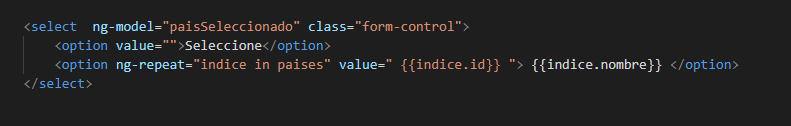 <select  ng-model="paisSeleccionado" class="form-control">
<option value="">Seleccione</option>
<option ng-repeat="indice in paises" value=" {{indice.id}} "> {{indice.nombre}} </option>
</select>